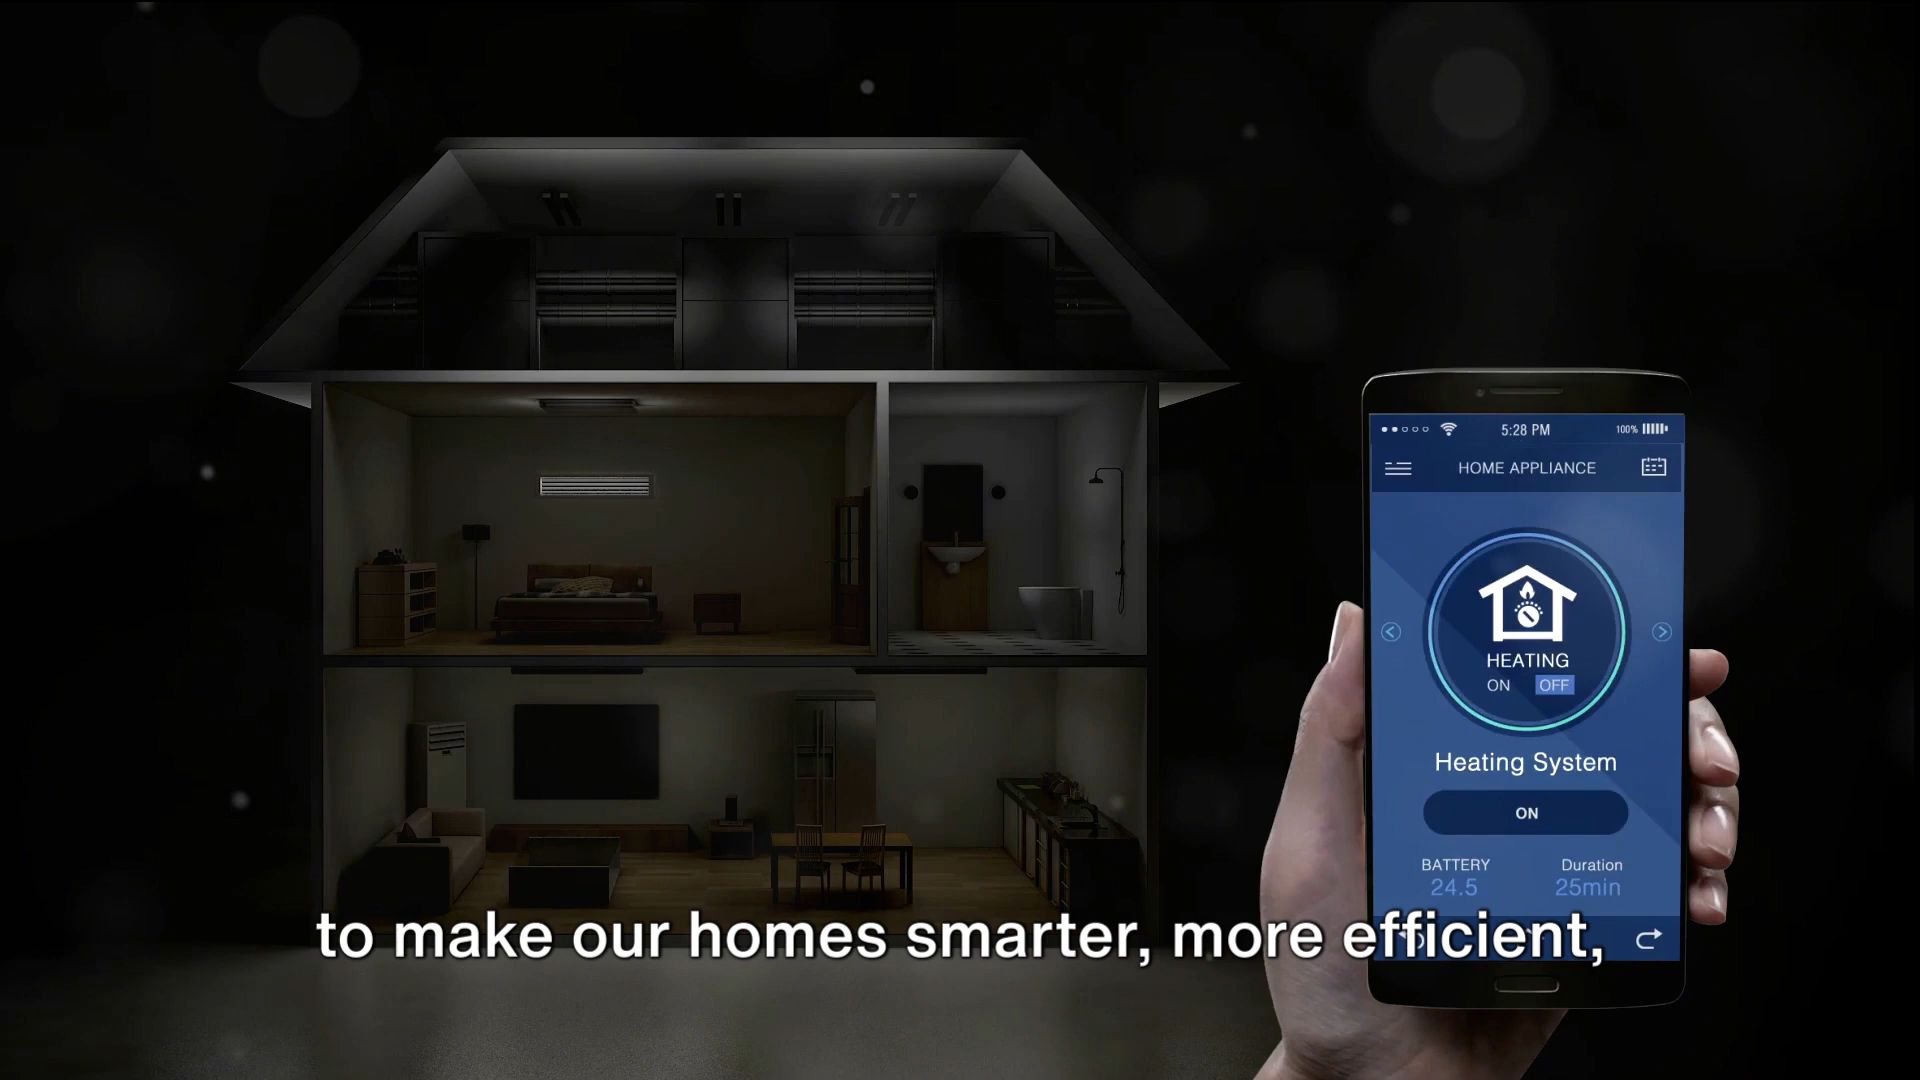 5:28 PM
100%
HOME APPLIANCE
HEATING
ON OFF
Heating System
ON
BATTERY Duration
24.5 25min
to make our homes smarter, more efficient,